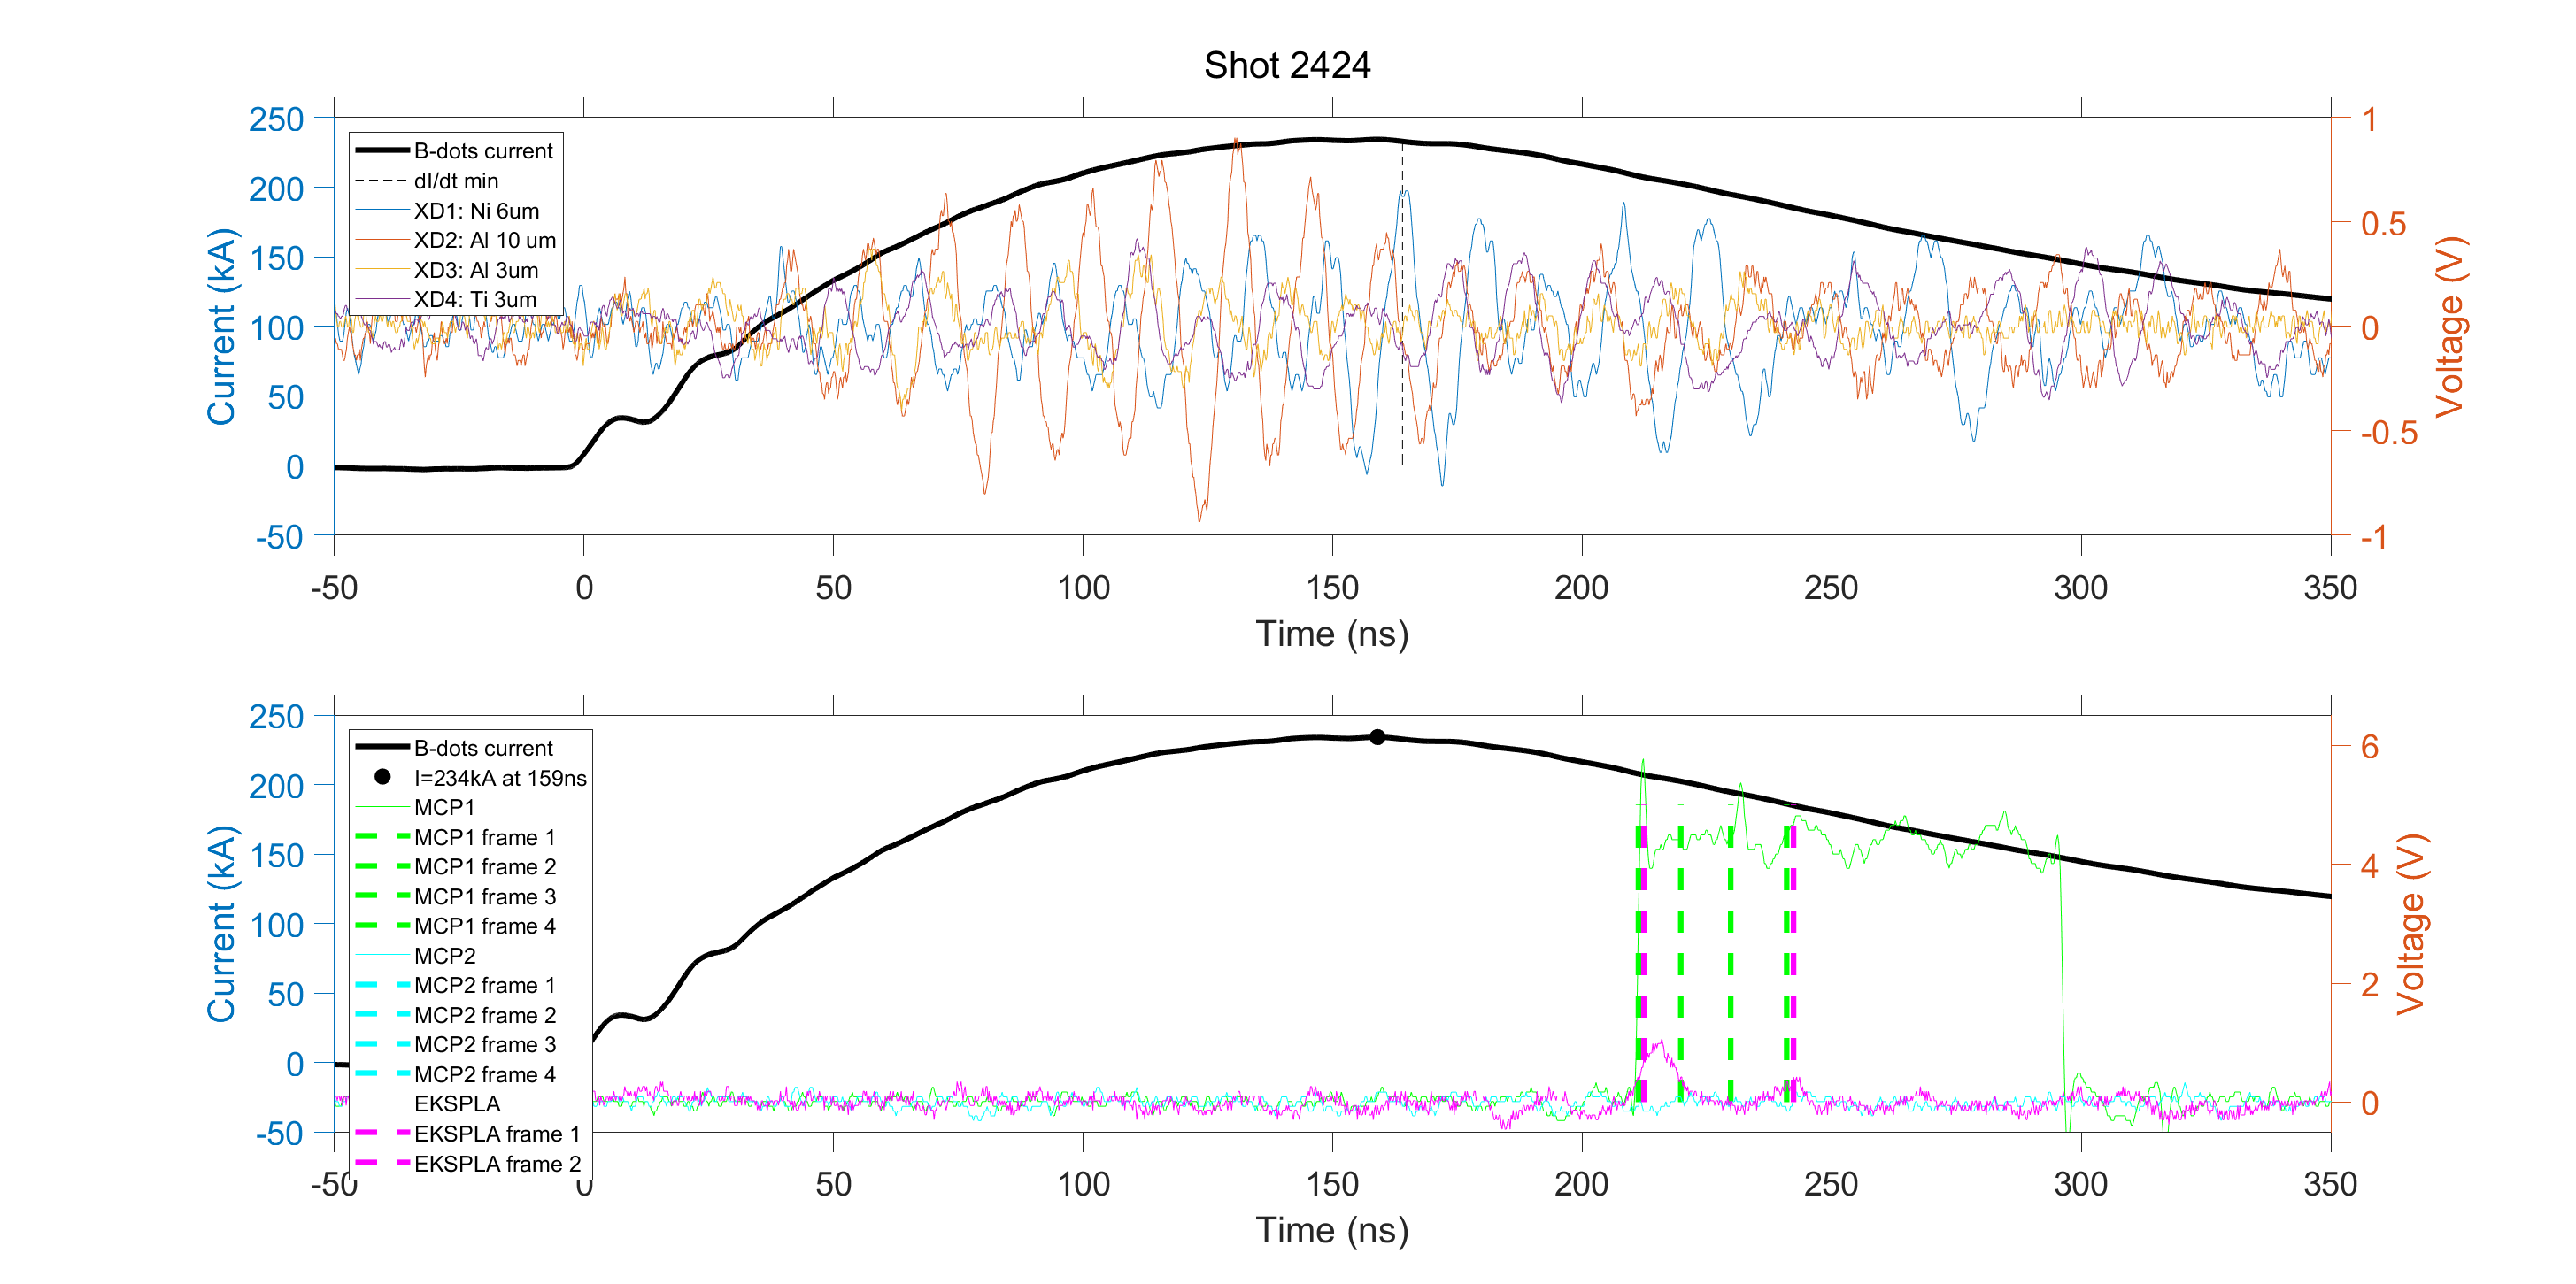 Shot 2424
250
200
150
100
50
0
-50
Current (kA)
B-dots current
dI/dt min
XD1: Ni 6um
XD2: Al 10 um
XD3: Al 3um
XD4: Ti 3um
1
0.5
0
-0.5
-1
Voltage (V)
-50 0 50 100 150 200 250 300 350
Time (ns)
250
200
150
100
50
0
-50
Current (kA)
B-dots current
I=234kA at 159ns
MCP1
MCP1 frame 1
MCP1 frame 2
MCP1 frame 3
MCP1 frame 4
MCP2
MCP2 frame 1
MCP2 frame 2
MCP2 frame 3
MCP2 frame 4
EKSPLA
EKSPLA frame 1
EKSPLA frame 2
6
4
2
0
Voltage (V)
-50 0 50 100 150 200 250 300 350
Time (ns)